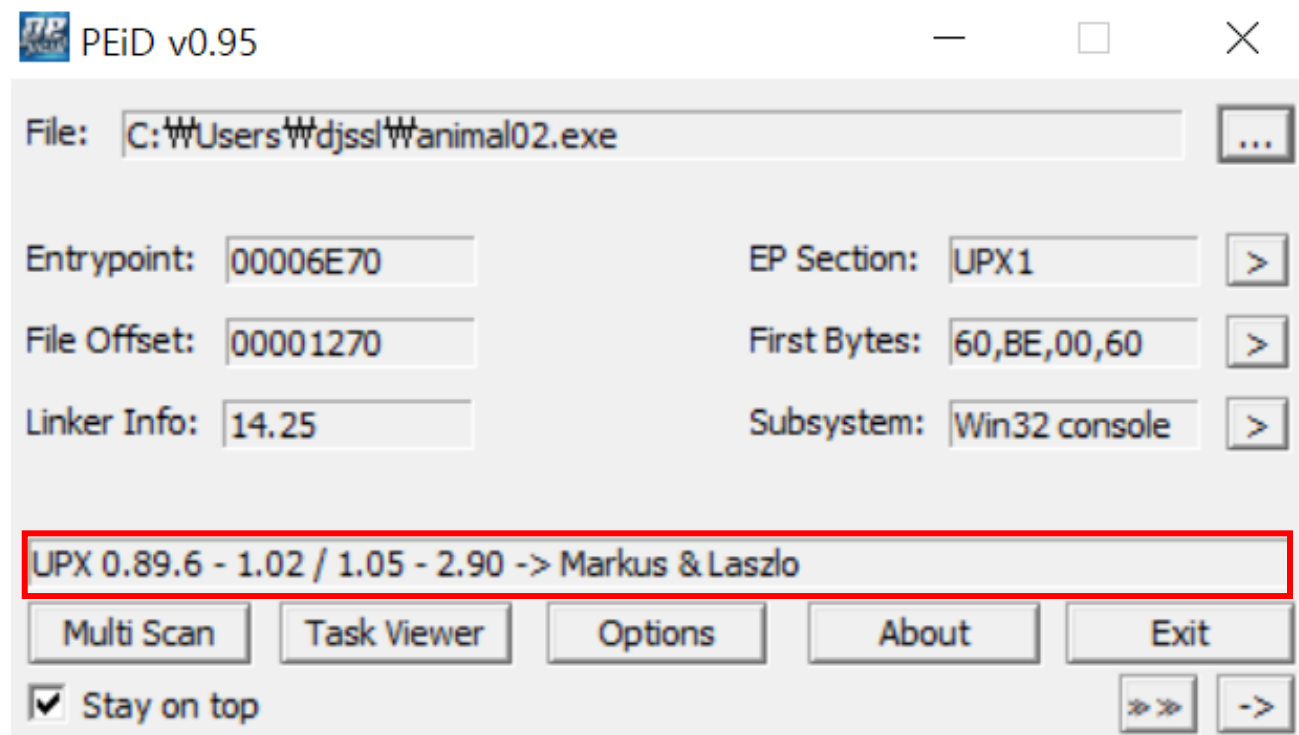 PEiD v0.95
File: C:₩Users₩djssl₩animal02.exe ...
Entrypoint: 00006E70 EP Section: UPX1 >
File Offset: 00001270 First Bytes: 60,BE,00,60 >
Linker Info: 14.25 Subsystem: Win32 console >
UPX 0.89.6 - 1.02 / 1.05 - 2.90 -> Markus & Laszlo
Multi Scan Task Viewer Options About Exit
Stay on top >> ->